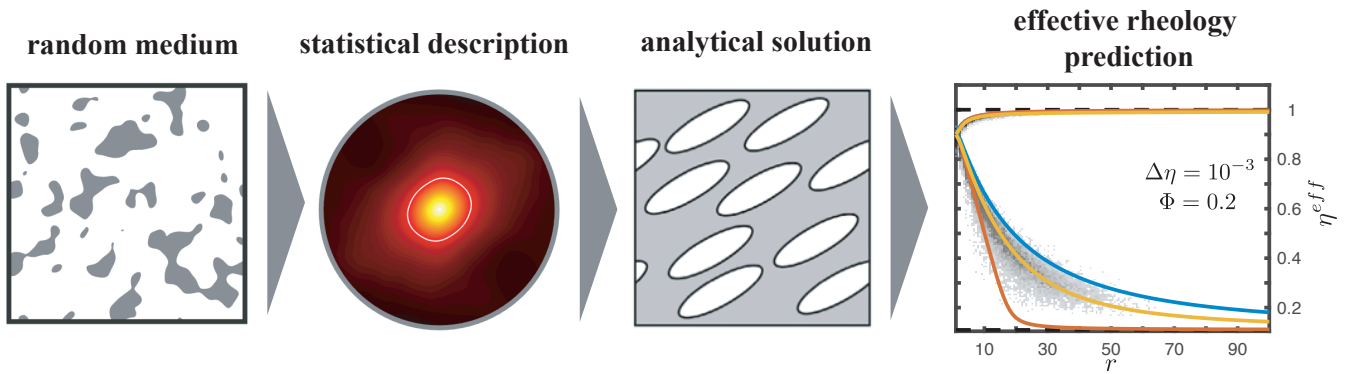 random medium
statistical description
analytical solution
effective rheology
prediction
1
0.8
0.6
0.4
0.2
Δη = 10⁻³
Φ = 0.2
η^eff
10 30 50 70 90
r